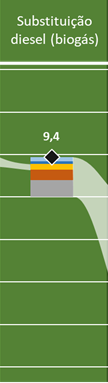 Substituição
diesel (biogás)
9,4